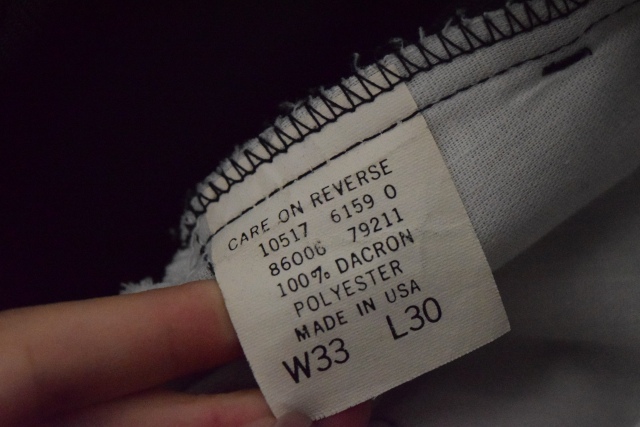 CARE ON REVERSE
10517 6159 0
86006 79211
100% DACRON
POLYESTER
MADE IN USA
W33 L30